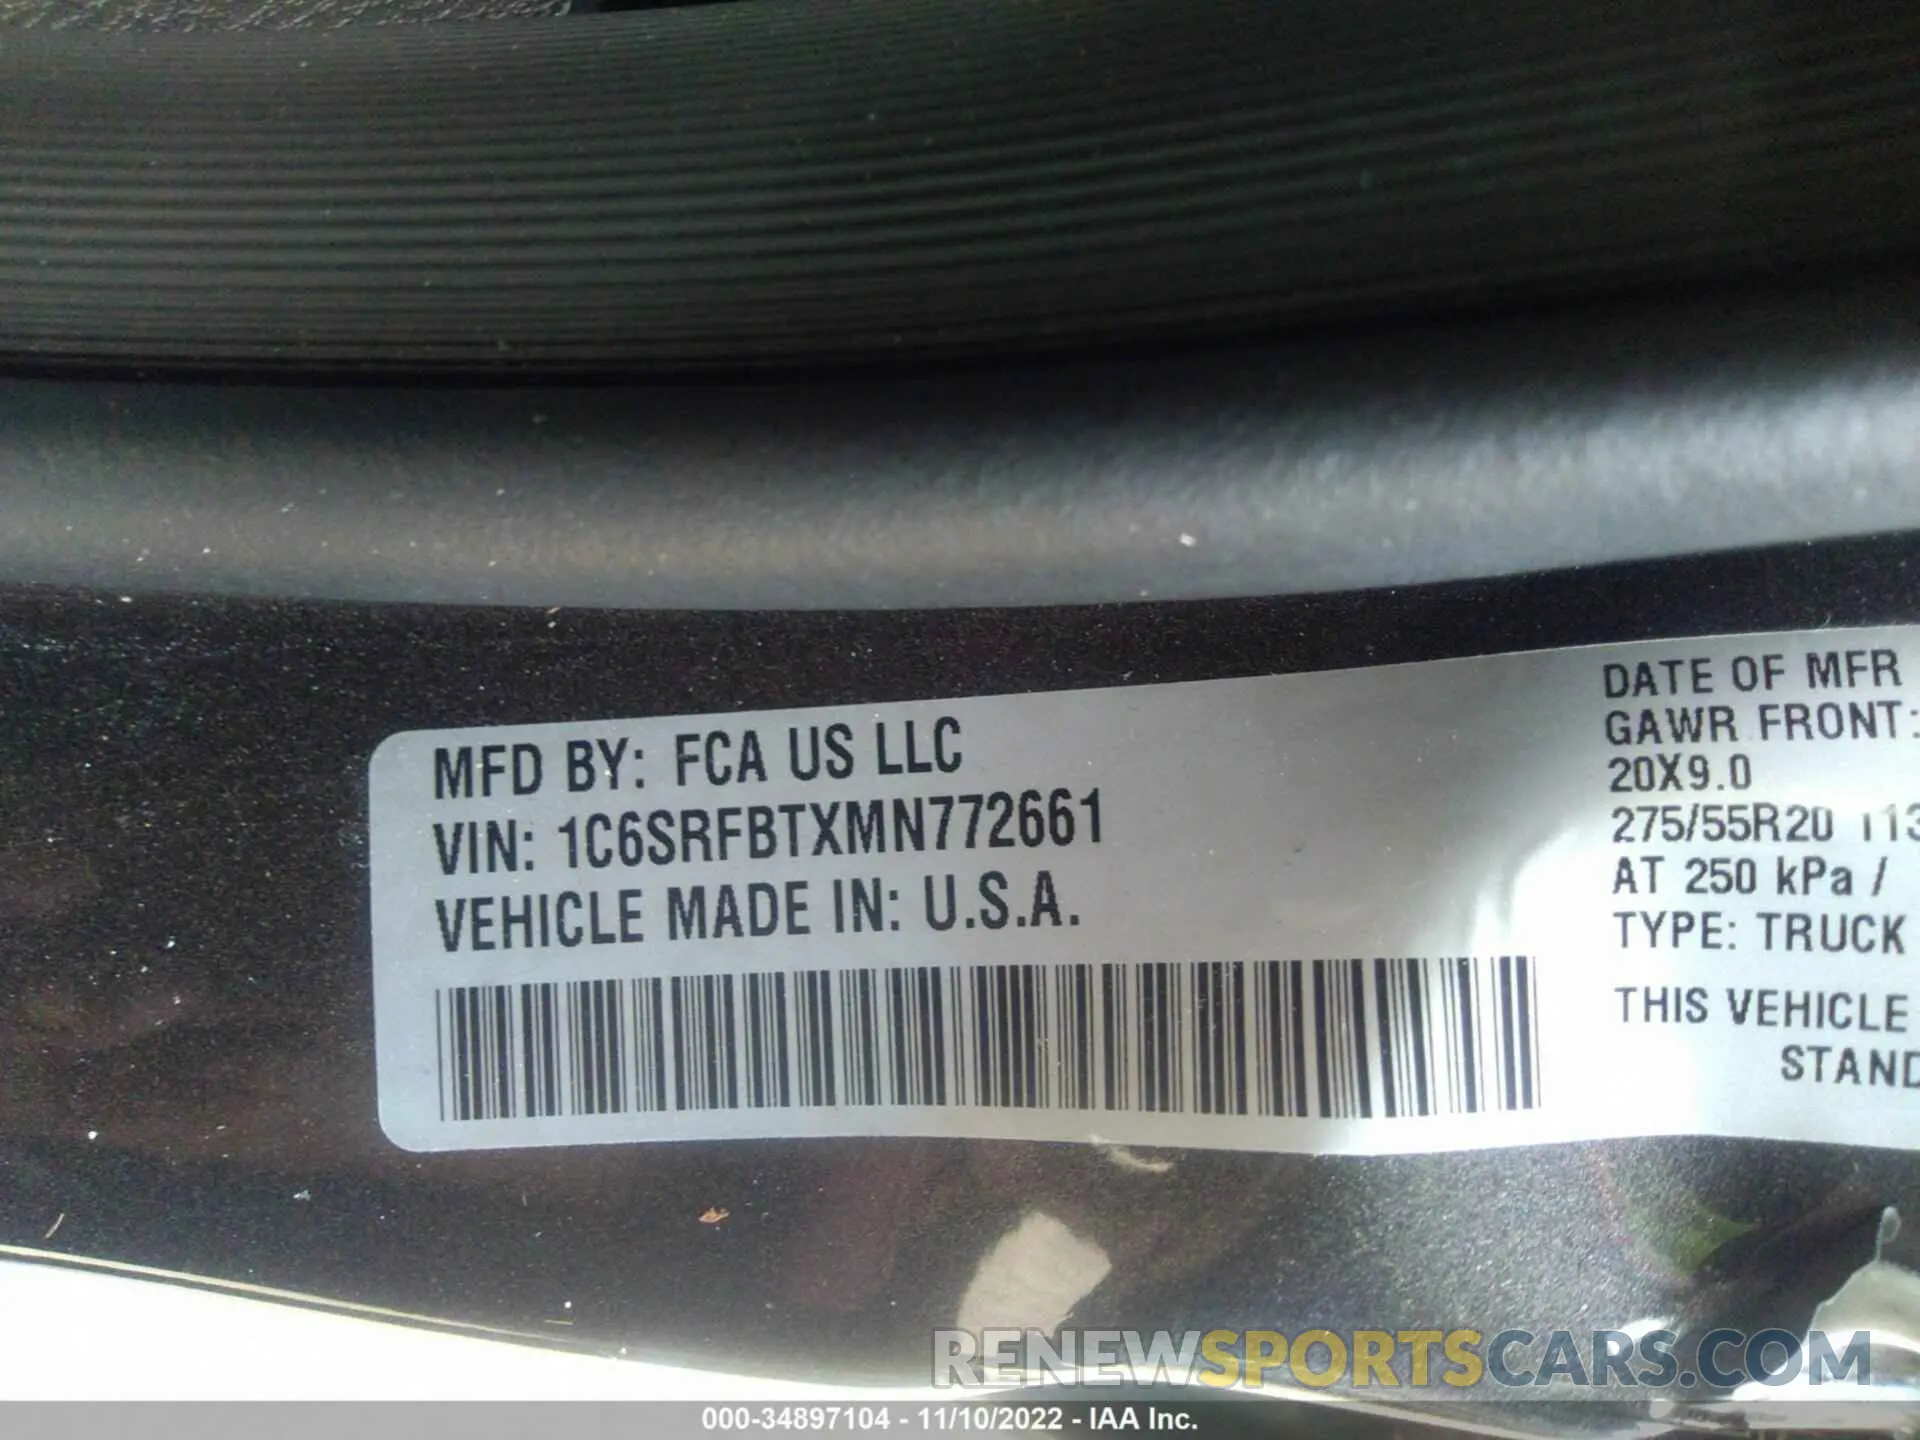 MFD BY: FCA US LLC
VIN: 1C6SRFBTXMN772661
VEHICLE MADE IN: U.S.A.
DATE OF MFR
GAWR FRONT:
20X9.0
275/55R20 113
AT 250 kPa /
TYPE: TRUCK
THIS VEHICLE
STAND
RENEWSPORTSCARS.COM
000-34897104 - 11/10/2022 - IAA Inc.